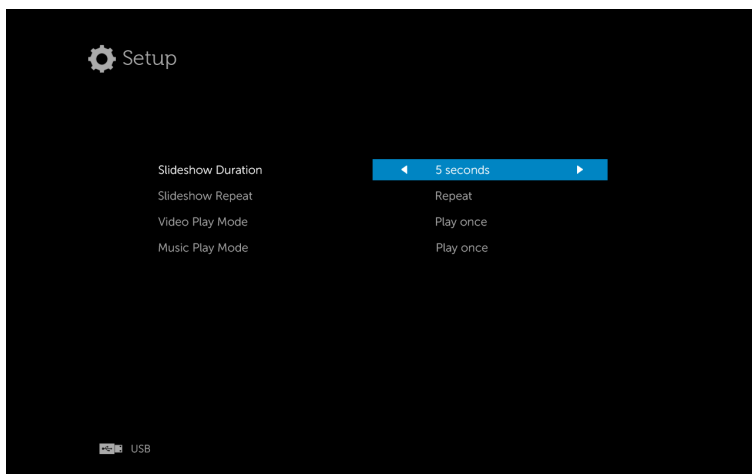 Setup
Slideshow Duration 5 seconds
Slideshow Repeat Repeat
Video Play Mode Play once
Music Play Mode Play once
USB